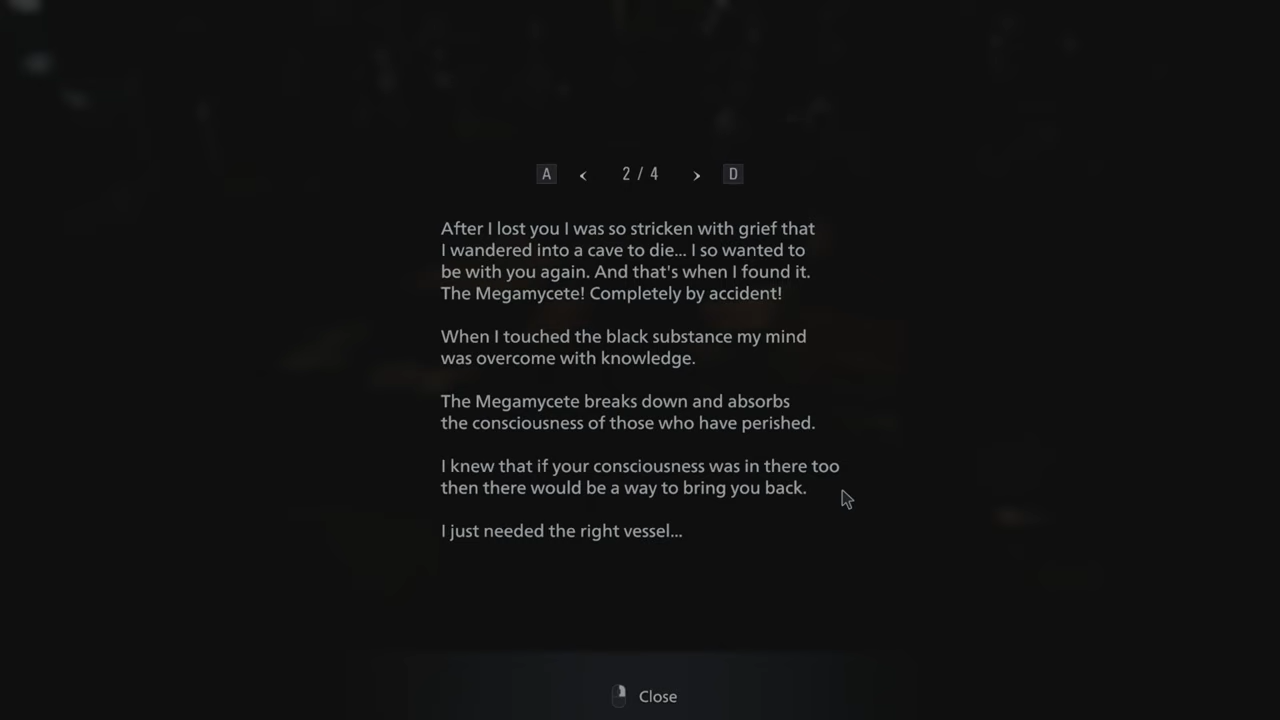 A < 2 / 4 > D
After I lost you I was so stricken with grief that
I wandered into a cave to die... I so wanted to
be with you again. And that's when I found it.
The Megamycete! Completely by accident!
When I touched the black substance my mind
was overcome with knowledge.
The Megamycete breaks down and absorbs
the consciousness of those who have perished.
I knew that if your consciousness was in there too
then there would be a way to bring you back.
I just needed the right vessel...
Close